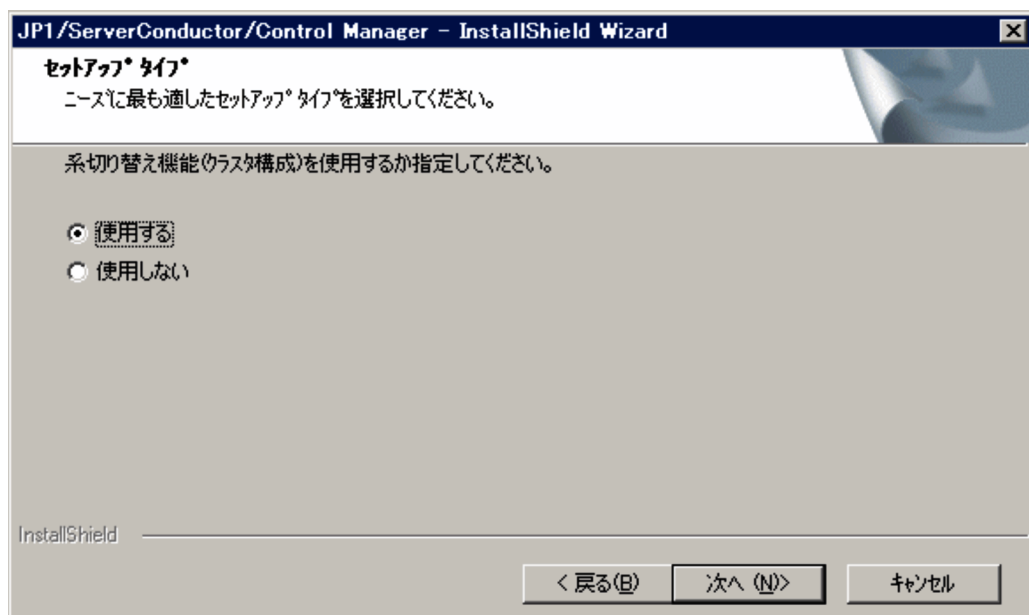 JP1/ServerConductor/Control Manager - InstallShield Wizard
セットアップ タイプ
ニーズに最も適したセットアップ タイプを選択してください。
系切り替え機能(クラスタ構成)を使用するか指定してください。
使用する
使用しない
InstallShield
< 戻る(B)
次へ (N)>
キャンセル